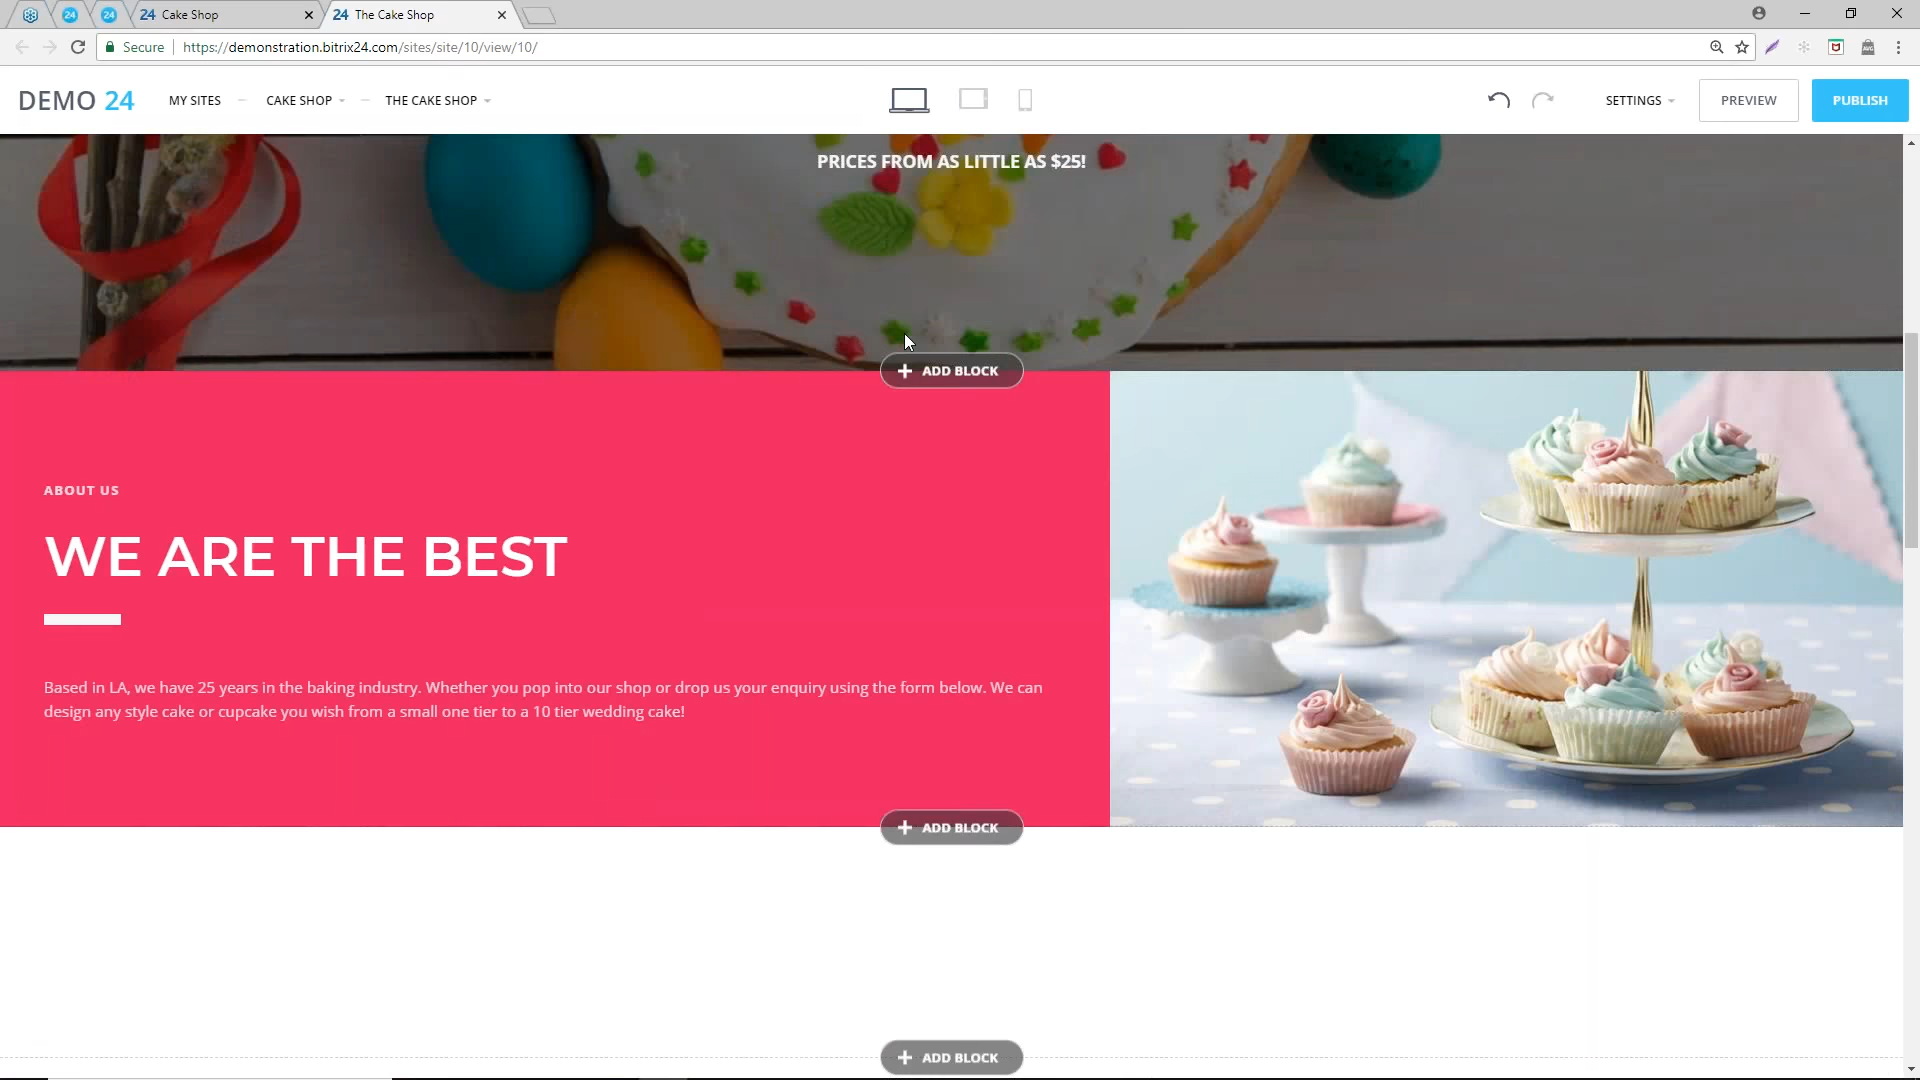 24
24
24 Cake Shop
24 The Cake Shop
Secure
https://demonstration.bitrix24.com/sites/site/10/view/10/
DEMO 24
MY SITES
CAKE SHOP
THE CAKE SHOP
SETTINGS
PREVIEW
PUBLISH
PRICES FROM AS LITTLE AS $25!
+ ADD BLOCK
ABOUT US
WE ARE THE BEST
Based in LA, we have 25 years in the baking industry. Whether you pop into our shop or drop us your enquiry using the form below. We can
design any style cake or cupcake you wish from a small one tier to a 10 tier wedding cake!
+ ADD BLOCK
+ ADD BLOCK